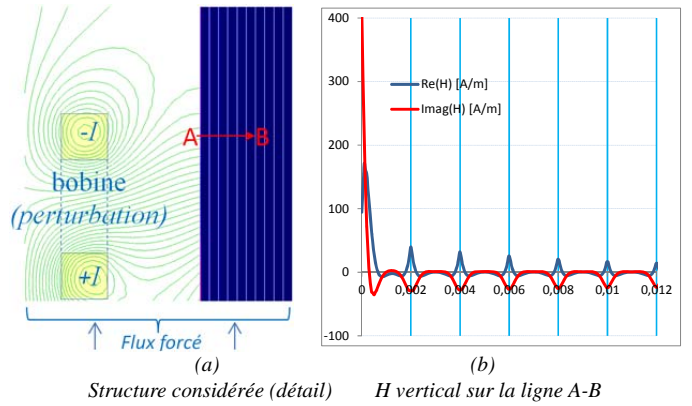 -I
A
B
bobine
(perturbation)
+I
Flux forcé
400
300
200
100
0
-100
Re(H) [A/m]
Imag(H) [A/m]
0 0,002 0,004 0,006 0,008 0,01 0,012
(a) (b)
Structure considérée (détail) H vertical sur la ligne A-B